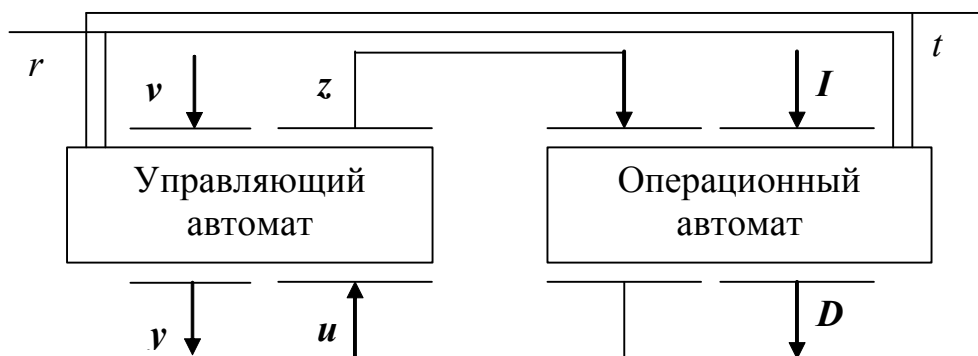 r
t
v
z
I
Управляющий
автомат
Операционный
автомат
y
u
D